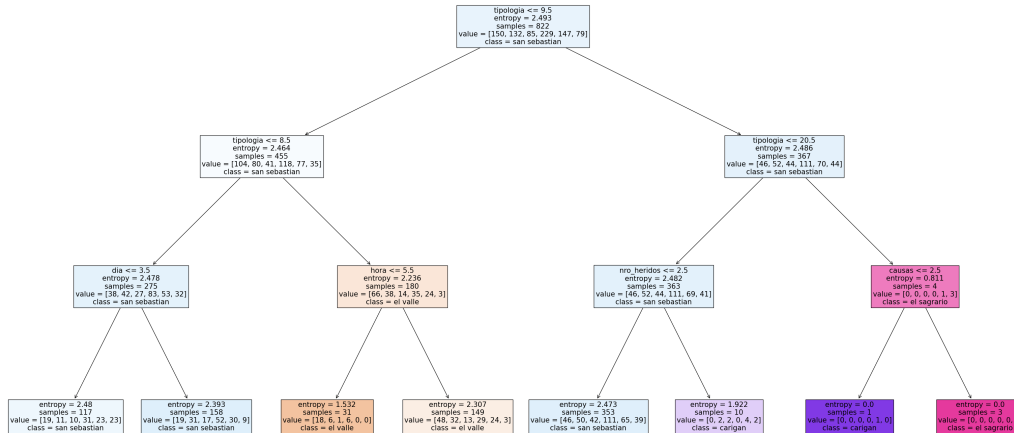 tipologia <= 9.5
entropy = 2.493
samples = 822
value = [150, 132, 85, 229, 147, 79]
class = san sebastian
tipologia <= 8.5
entropy = 2.464
samples = 455
value = [104, 80, 41, 118, 77, 35]
class = san sebastian
tipologia <= 20.5
entropy = 2.486
samples = 367
value = [46, 52, 44, 111, 70, 44]
class = san sebastian
dia <= 3.5
entropy = 2.478
samples = 275
value = [38, 42, 27, 83, 53, 32]
class = san sebastian
hora <= 5.5
entropy = 2.236
samples = 180
value = [66, 38, 14, 35, 24, 3]
class = el valle
nro_heridos <= 2.5
entropy = 2.482
samples = 363
value = [46, 52, 44, 111, 69, 41]
class = san sebastian
causas <= 2.5
entropy = 0.811
samples = 4
value = [0, 0, 0, 0, 1, 3]
class = el sagrario
entropy = 2.48
samples = 117
value = [19, 11, 10, 31, 23, 23]
class = san sebastian
entropy = 2.393
samples = 158
value = [19, 31, 17, 52, 30, 9]
class = san sebastian
entropy = 1.532
samples = 31
value = [18, 6, 1, 6, 0, 0]
class = el valle
entropy = 2.307
samples = 149
value = [48, 32, 13, 29, 24, 3]
class = el valle
entropy = 2.473
samples = 353
value = [46, 50, 42, 111, 65, 39]
class = san sebastian
entropy = 1.922
samples = 10
value = [0, 2, 2, 0, 4, 2]
class = carigan
entropy = 0.0
samples = 1
value = [0, 0, 0, 0, 1, 0]
class = carigan
entropy = 0.0
samples = 3
value = [0, 0, 0, 0, 0,
class = el sagrario